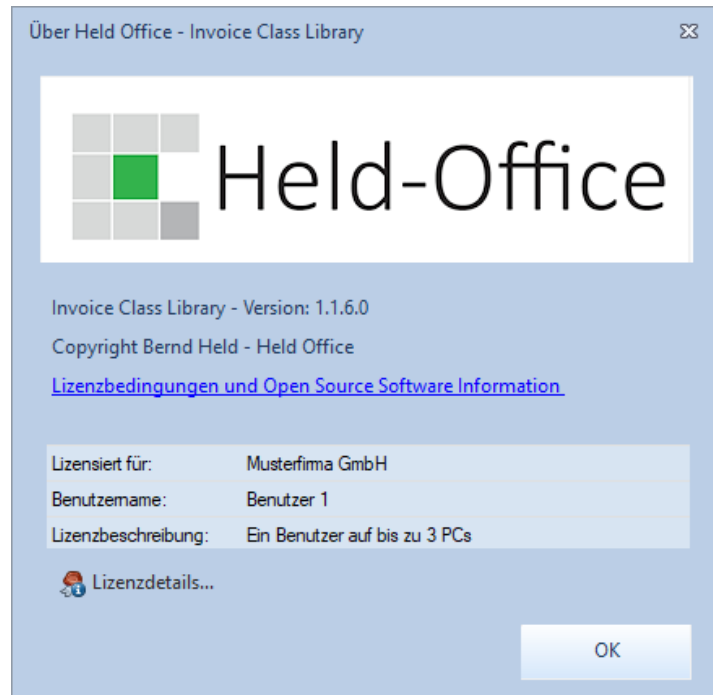 Über Held Office - Invoice Class Library
Held-Office
Invoice Class Library - Version: 1.1.6.0
Copyright Bernd Held - Held Office
Lizenzbedingungen und Open Source Software Information
Lizensiert für: Musterfirma GmbH
Benutzername: Benutzer 1
Lizenzbeschreibung: Ein Benutzer auf bis zu 3 PCs
Lizenzdetails...
OK